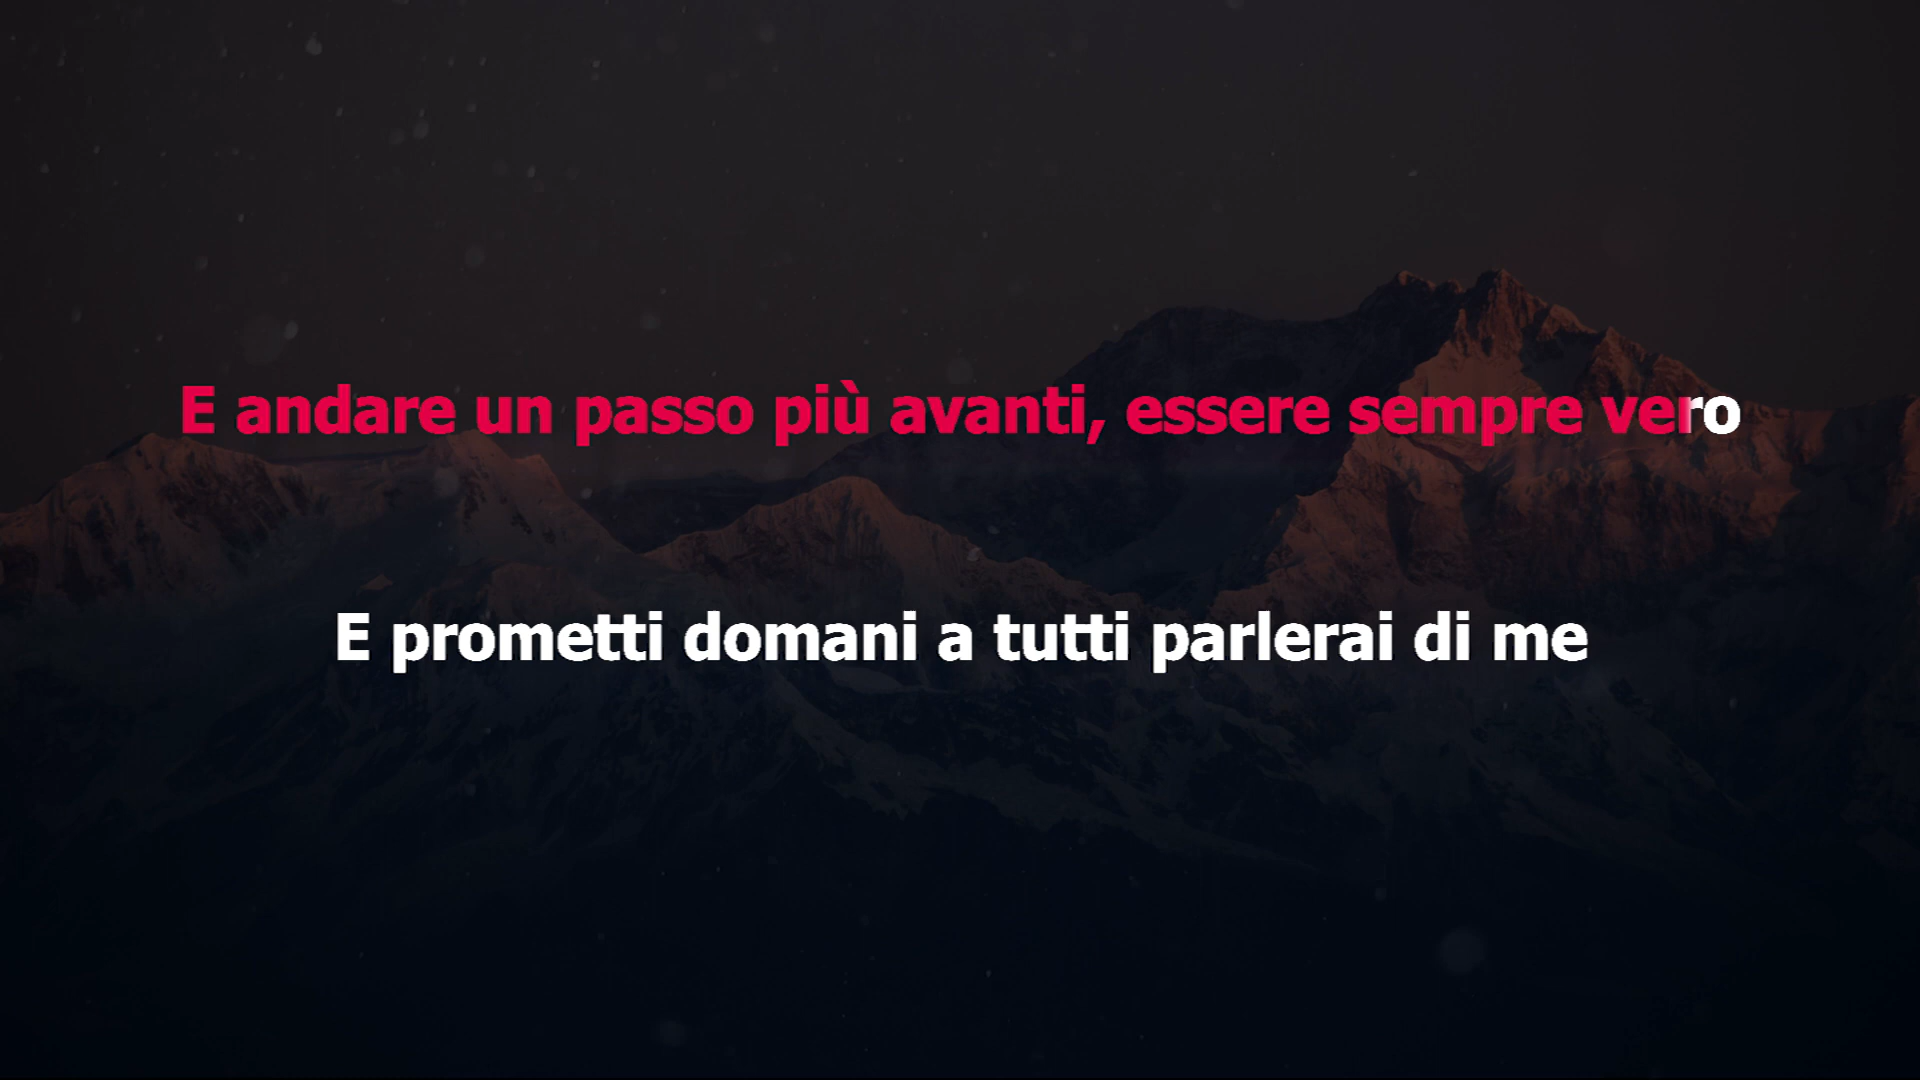 E andare un passo più avanti, essere sempre vero
E prometti domani a tutti parlerai di me